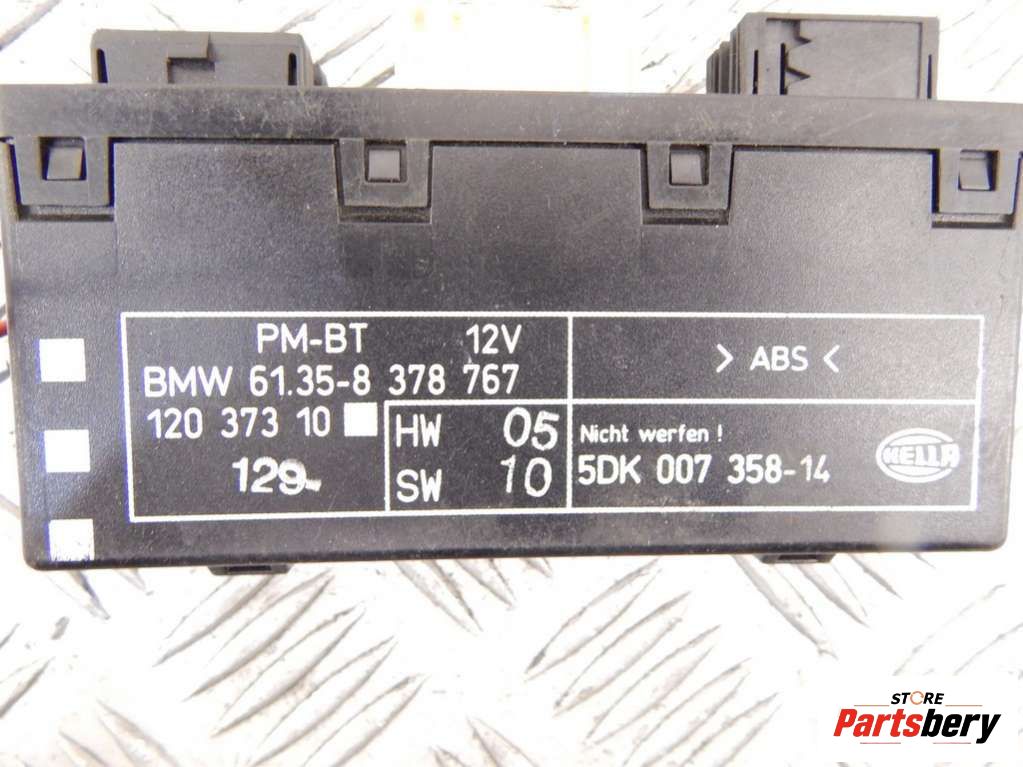 PM-BT 12V
BMW 61.35-8 378 767
120 373 10
129-
HW 05
SW 10
> ABS <
Nicht werfen !
5DK 007 358-14
HELLA
STORE
Partsbery